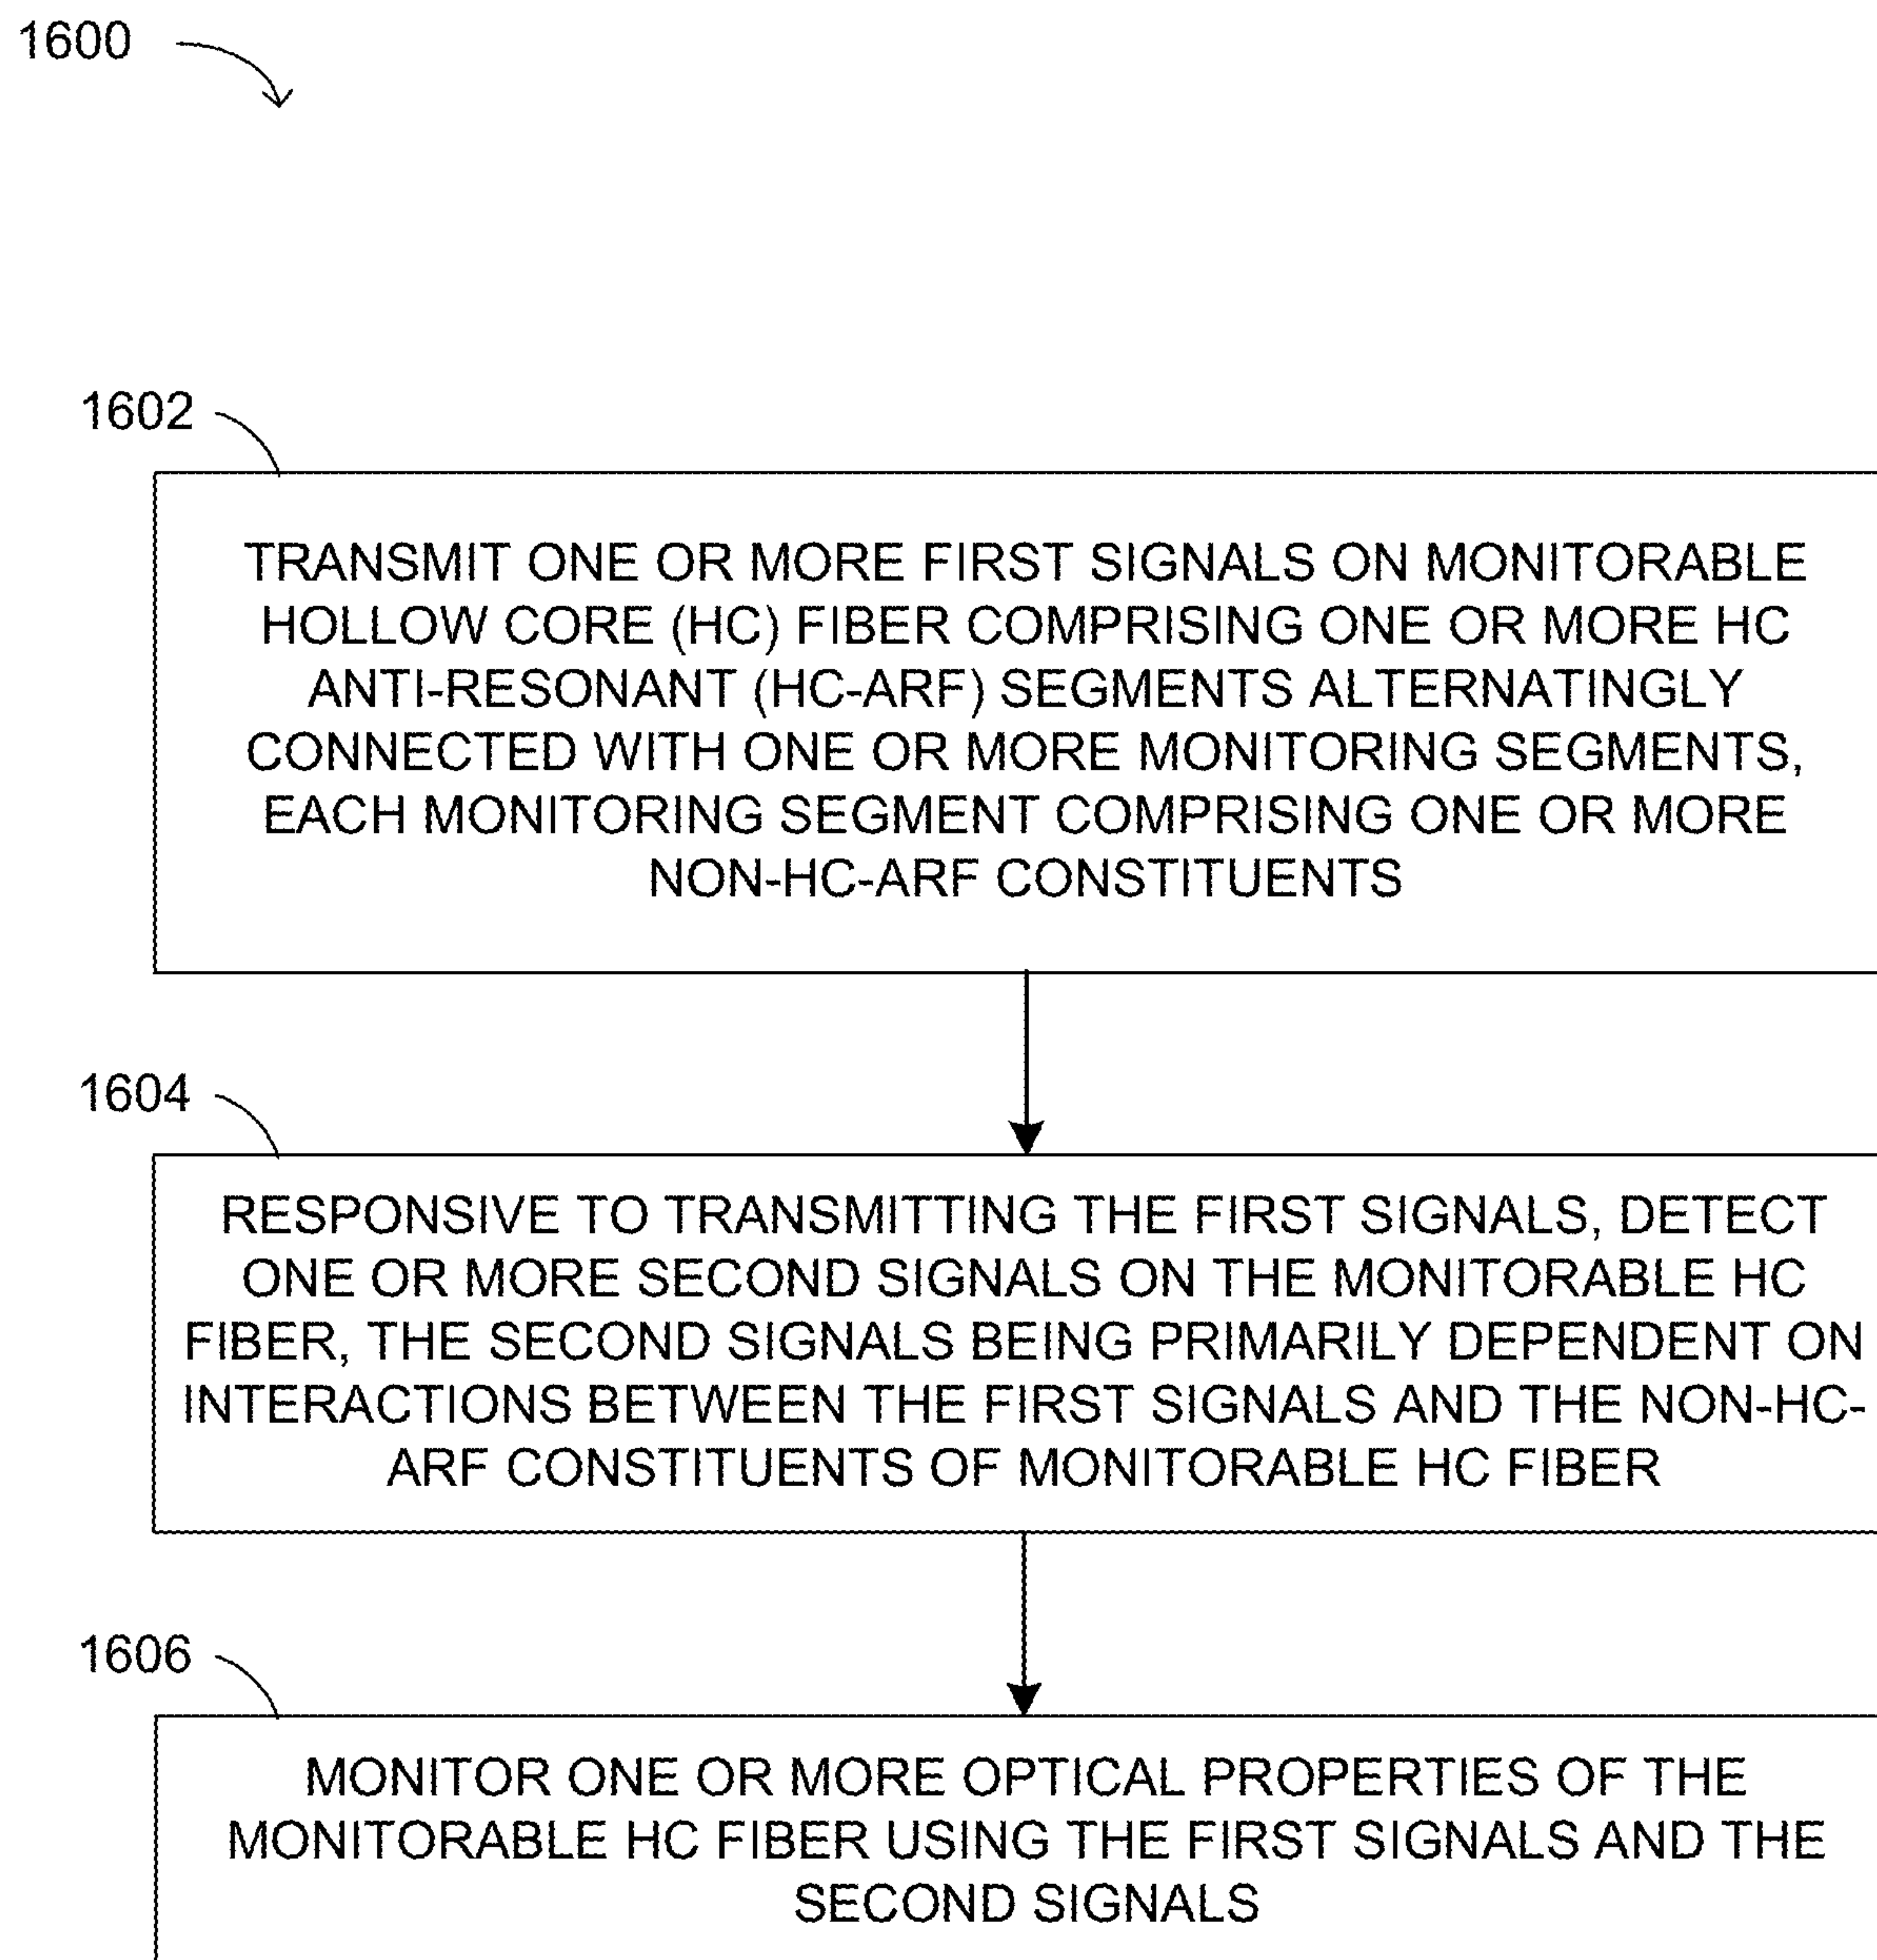 1600
1602
TRANSMIT ONE OR MORE FIRST SIGNALS ON MONITORABLE
HOLLOW CORE (HC) FIBER COMPRISING ONE OR MORE HC
ANTI-RESONANT (HC-ARF) SEGMENTS ALTERNATINGLY
CONNECTED WITH ONE OR MORE MONITORING SEGMENTS,
EACH MONITORING SEGMENT COMPRISING ONE OR MORE
NON-HC-ARF CONSTITUENTS
1604
RESPONSIVE TO TRANSMITTING THE FIRST SIGNALS, DETECT
ONE OR MORE SECOND SIGNALS ON THE MONITORABLE HC
FIBER, THE SECOND SIGNALS BEING PRIMARILY DEPENDENT ON
INTERACTIONS BETWEEN THE FIRST SIGNALS AND THE NON-HC-
ARF CONSTITUENTS OF MONITORABLE HC FIBER
1606
MONITOR ONE OR MORE OPTICAL PROPERTIES OF THE
MONITORABLE HC FIBER USING THE FIRST SIGNALS AND THE
SECOND SIGNALS